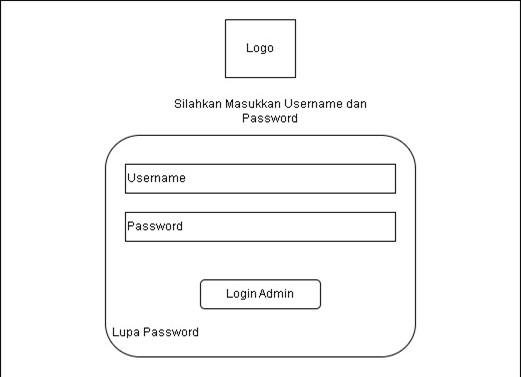 Logo
Silahkan Masukkan Username dan
Password
Username
Password
Login Admin
Lupa Password